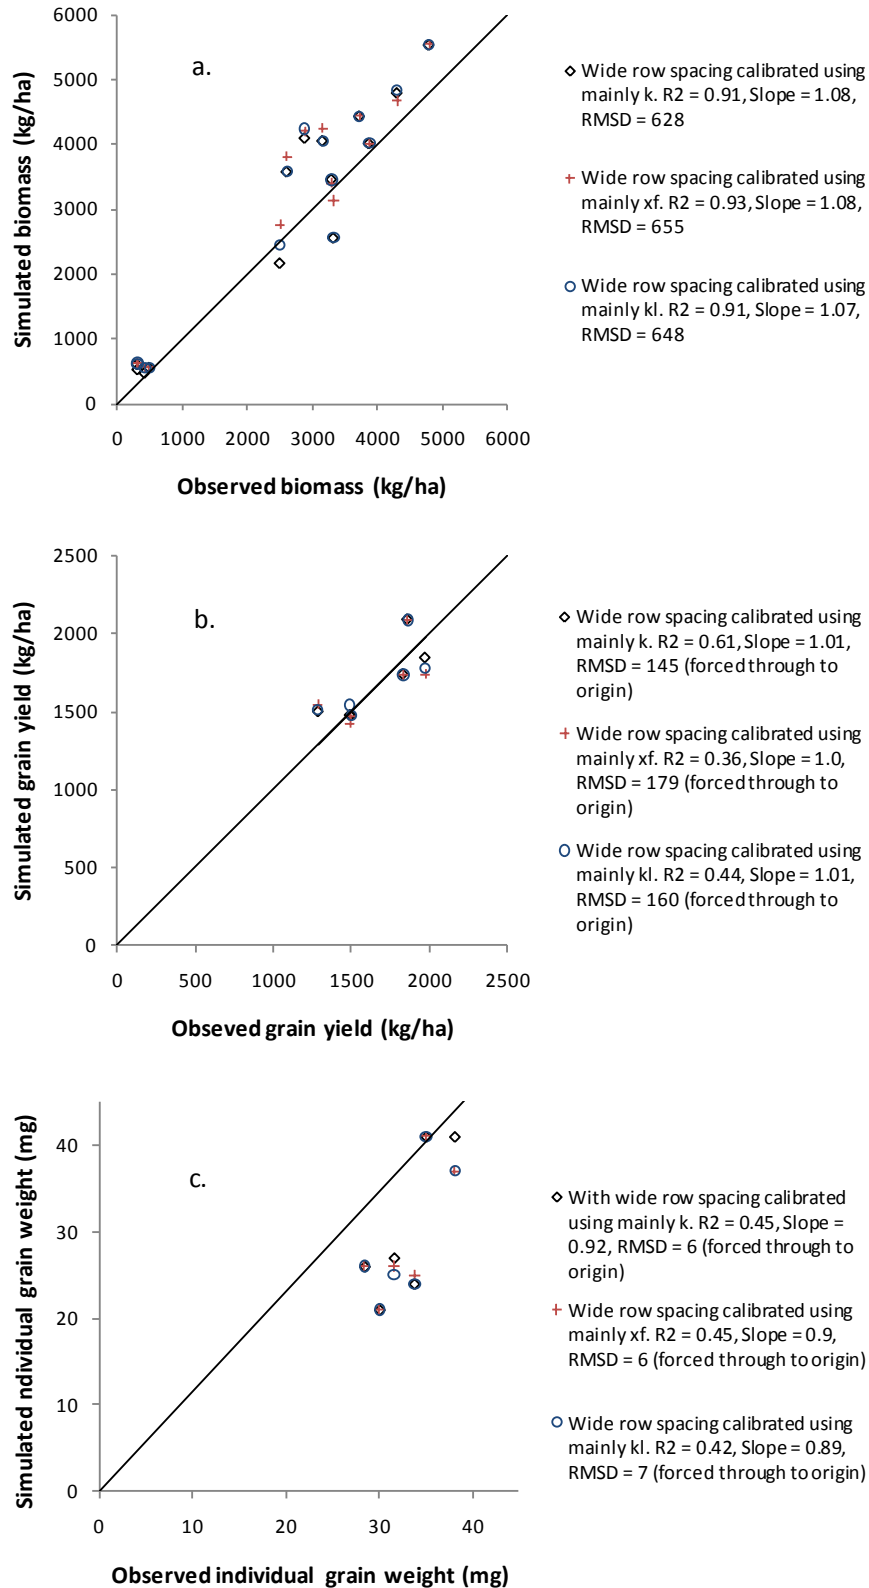 a.
6000
5000
4000
3000
2000
1000
0
Simulated biomass (kg/ha)
0 1000 2000 3000 4000 5000 6000
Observed biomass (kg/ha)
Wide row spacing calibrated using
mainly k. R2 = 0.91, Slope = 1.08,
RMSD = 628
Wide row spacing calibrated using
mainly xf. R2 = 0.93, Slope = 1.08,
RMSD = 655
Wide row spacing calibrated using
mainly kl. R2 = 0.91, Slope = 1.07,
RMSD = 648
b.
2500
2000
1500
1000
500
0
Simulated grain yield (kg/ha)
0 500 1000 1500 2000 2500
Obseved grain yield (kg/ha)
Wide row spacing calibrated using
mainly k. R2 = 0.61, Slope = 1.01,
RMSD = 145 (forced through to
origin)
Wide row spacing calibrated using
mainly xf. R2 = 0.36, Slope = 1.0,
RMSD = 179 (forced through to
origin)
Wide row spacing calibrated using
mainly kl. R2 = 0.44, Slope = 1.01,
RMSD = 160 (forced through to
origin)
c.
40
30
20
10
0
Simulated ndividual grain weight (mg)
0 10 20 30 40
Observed individual grain weight (mg)
With wide row spacing calibrated
using mainly k. R2 = 0.45, Slope =
0.92, RMSD = 6 (forced through to
origin)
Wide row spacing calibrated using
mainly xf. R2 = 0.45, Slope = 0.9,
RMSD = 6 (forced through to origin)
Wide row spacing calibrated using
mainly kl. R2 = 0.42, Slope = 0.89,
RMSD = 7 (forced through to origin)